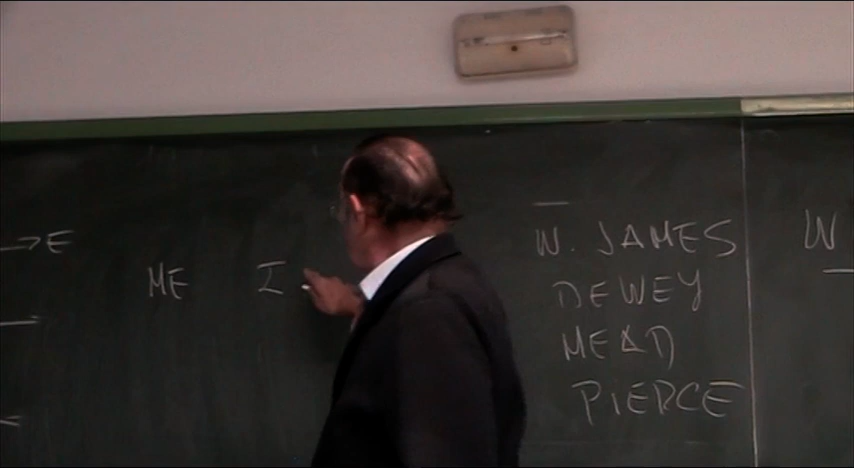 → E
ME I
W. JAMES
DEWEY
MEAD
PIERCE
W